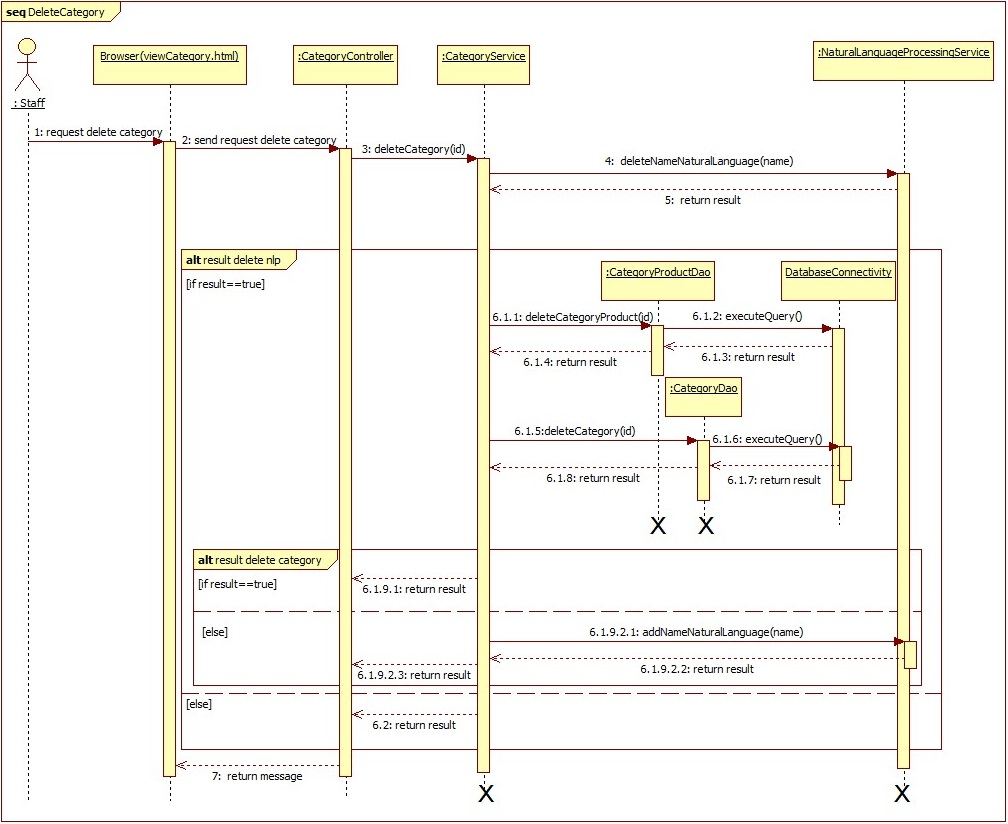 seq DeleteCategory
: Staff
Browser(viewCategory.html)
:CategoryController
:CategoryService
:NaturalLanguageProcessingService
1: request delete category
2: send request delete category
3: deleteCategory(id)
4: deleteNameNaturalLanguage(name)
5: return result
alt result delete nlp
[if result==true]
:CategoryProductDao
DatabaseConnectivity
6.1.1: deleteCategoryProduct(id)
6.1.2: executeQuery()
6.1.3: return result
6.1.4: return result
:CategoryDao
6.1.5:deleteCategory(id)
6.1.6: executeQuery()
6.1.7: return result
6.1.8: return result
X
X
alt result delete category
[if result==true]
6.1.9.1: return result
[else]
6.1.9.2.1: addNameNaturalLanguage(name)
6.1.9.2.2: return result
6.1.9.2.3: return result
[else]
6.2: return result
7: return message
X
X